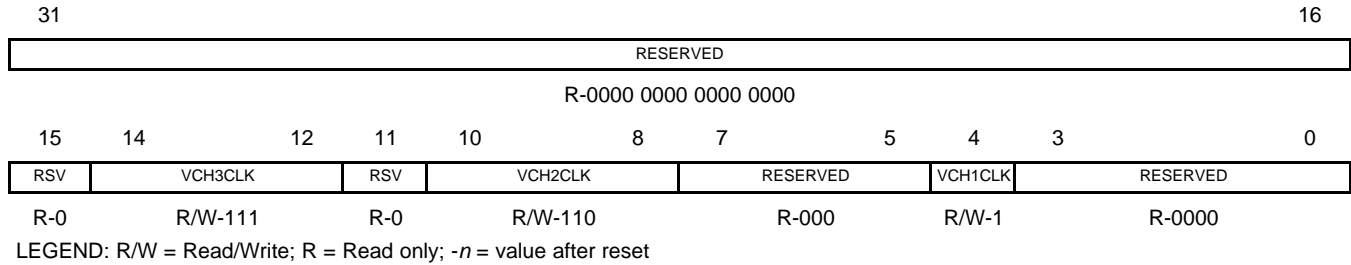 31 16
RESERVED
R-0000 0000 0000 0000
15 14 12 11 10 8 7 5 4 3 0
RSV VCH3CLK RSV VCH2CLK RESERVED VCH1CLK RESERVED
R-0 R/W-111 R-0 R/W-110 R-000 R/W-1 R-0000
LEGEND: R/W = Read/Write; R = Read only; -n = value after reset